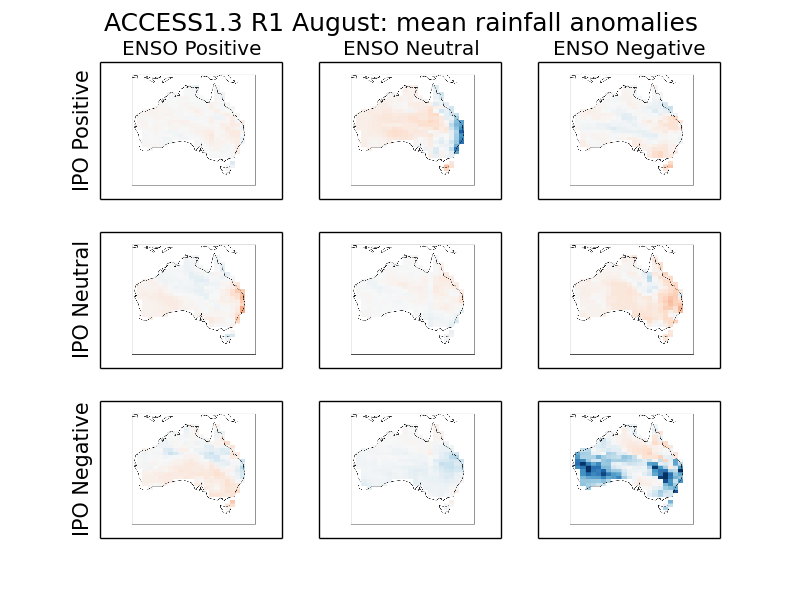 ACCESS1.3 R1 August: mean rainfall anomalies
ENSO Positive
ENSO Neutral
ENSO Negative
IPO Positive
IPO Neutral
IPO Negative